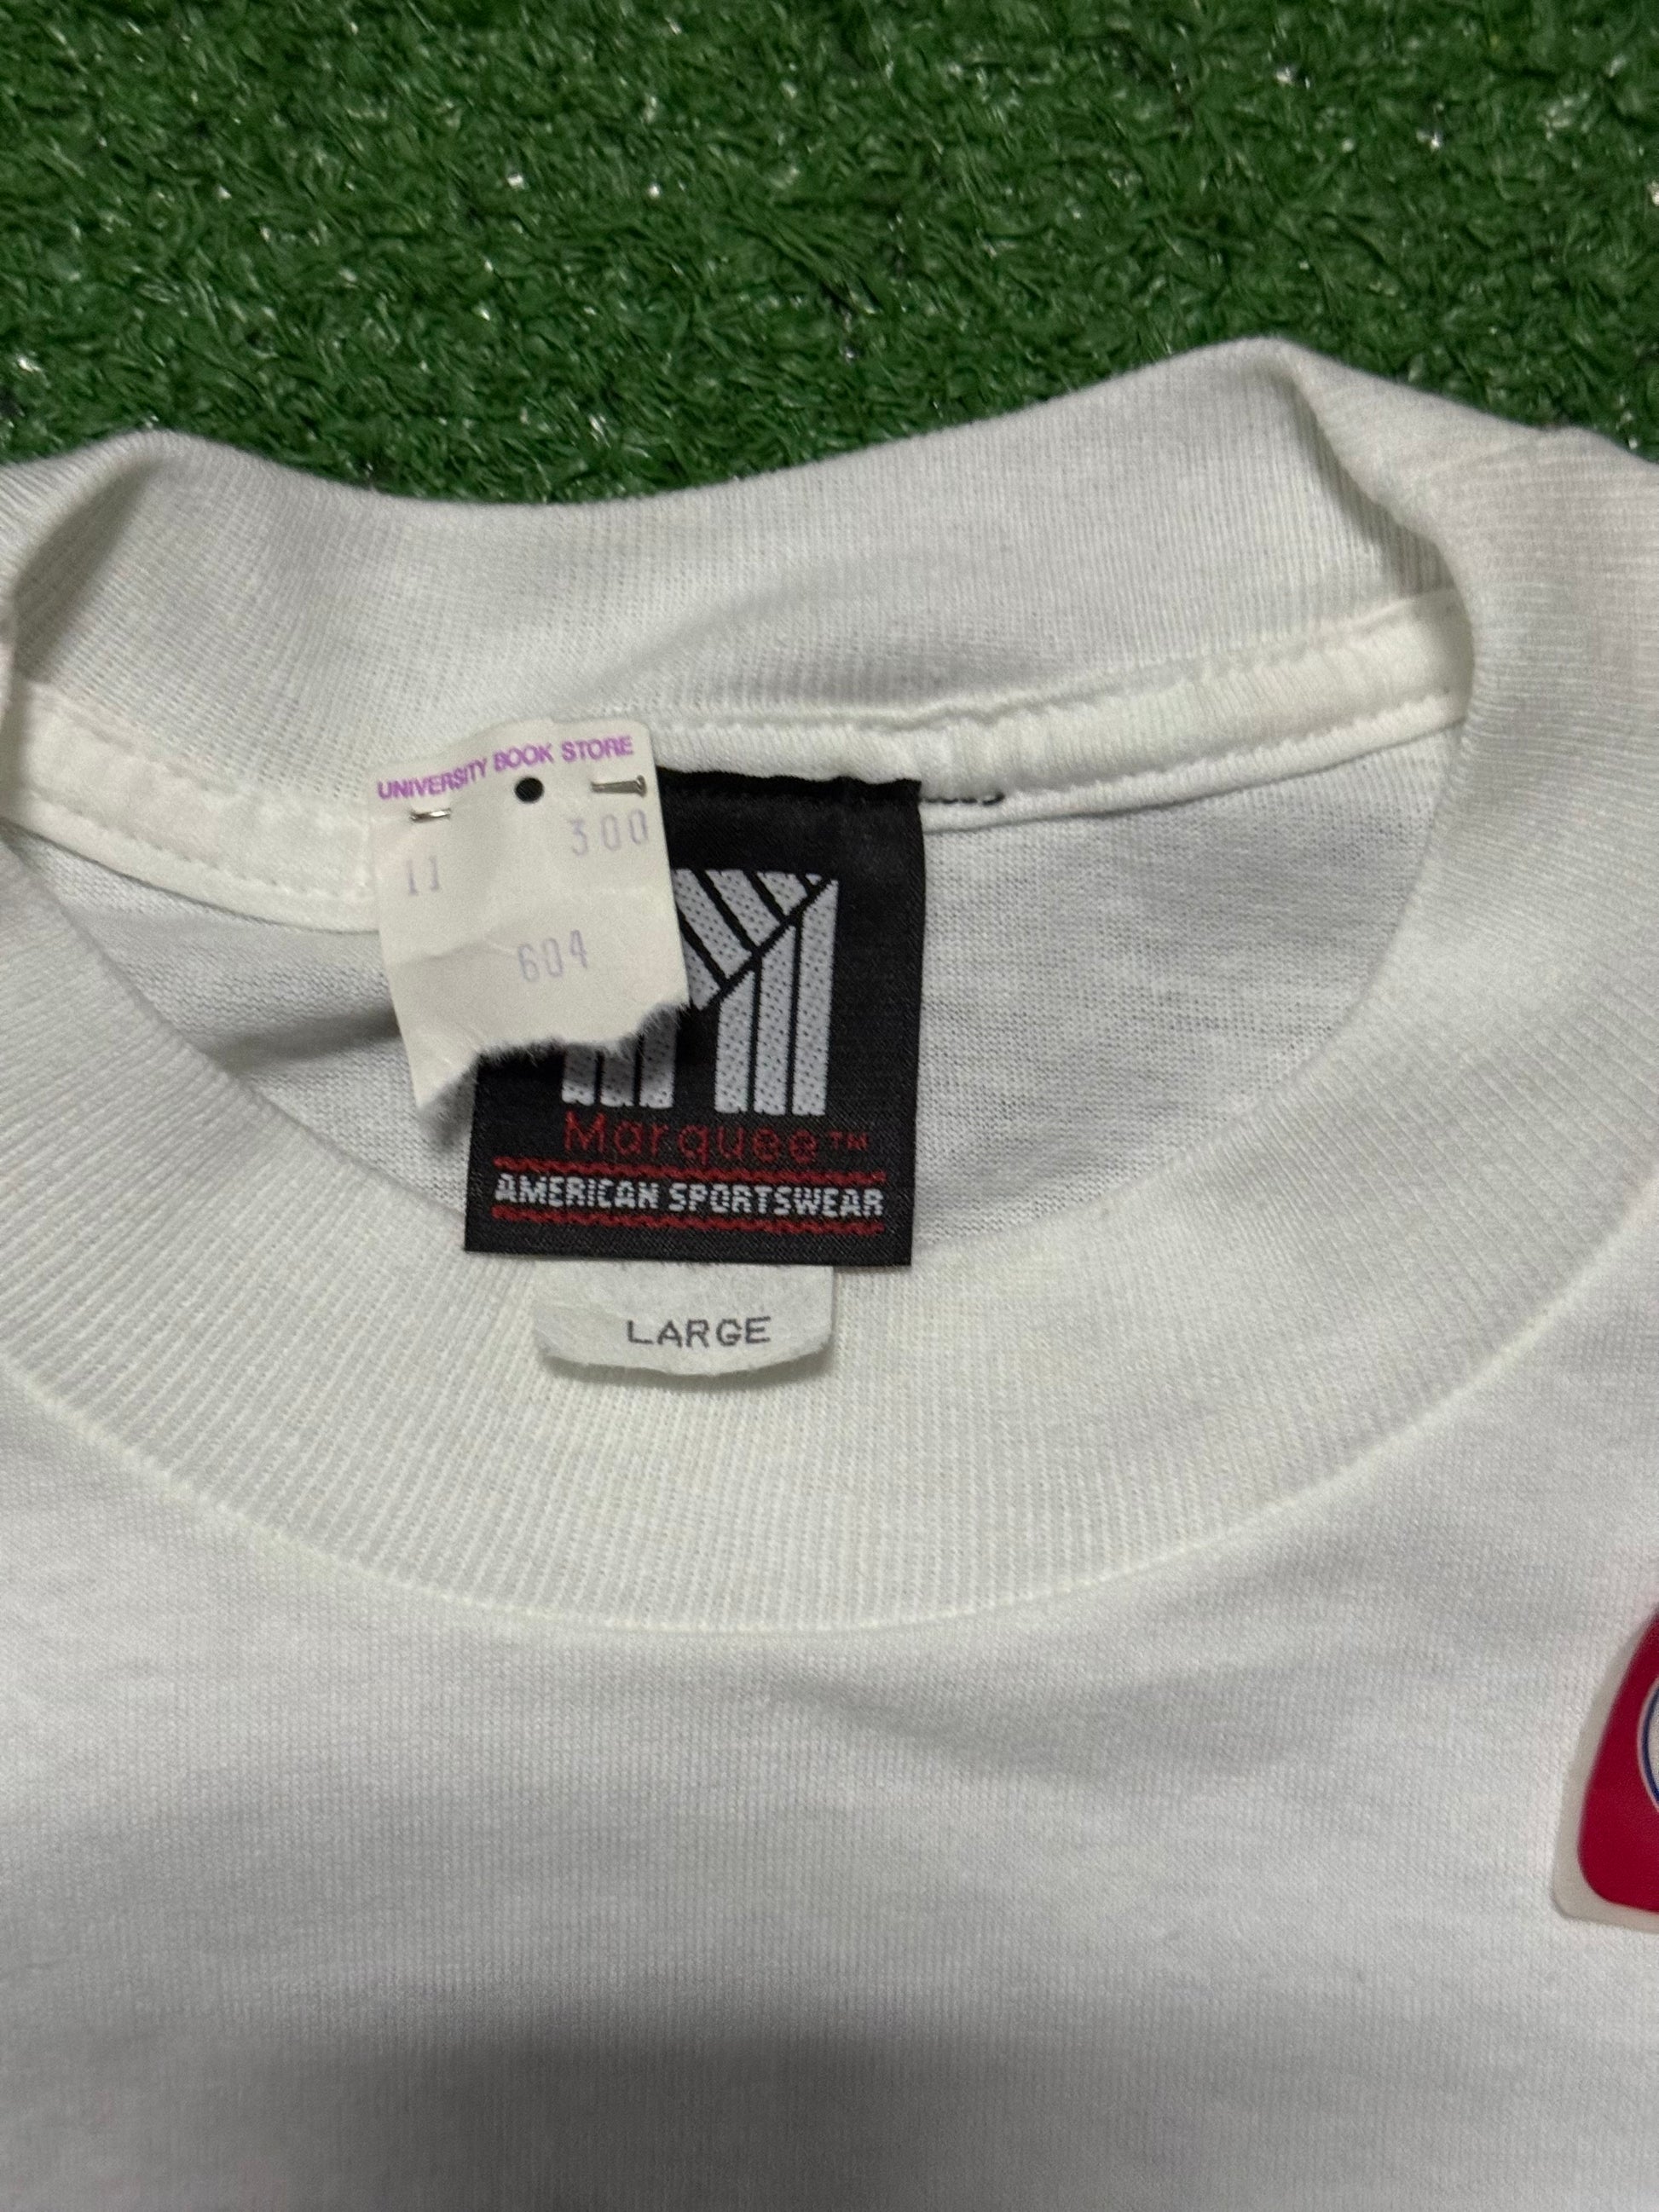 UNIVERSITY BOOK STORE
300
11
604
Marquee™
AMERICAN SPORTSWEAR
LARGE